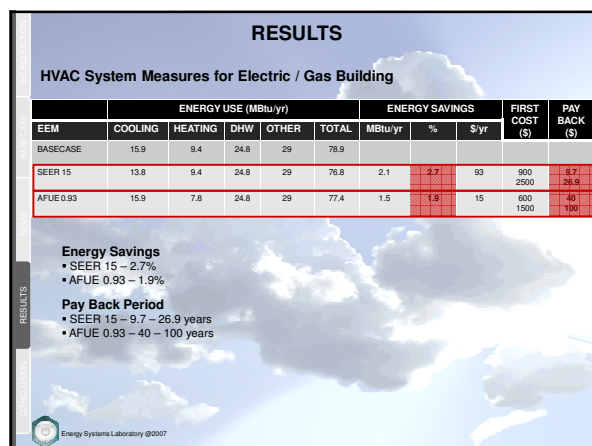 RESULTS
HVAC System Measures for Electric / Gas Building
ENERGY USE (MBtu/yr) ENERGY SAVINGS FIRST COST ($) PAY BACK ($)
EEM COOLING HEATING DHW OTHER TOTAL MBtu/yr % $/yr
BASECASE 15.9 9.4 24.8 29 78.9
SEER 15 13.8 9.4 24.8 29 76.8 2.1 2.7 93 900 9.7
2500 26.9
AFUE 0.93 15.9 7.8 24.8 29 77.4 1.5 1.9 15 600 40
1500 100
Energy Savings
▪ SEER 15 – 2.7%
▪ AFUE 0.93 – 1.9%
Pay Back Period
▪ SEER 15 – 9.7 – 26.9 years
▪ AFUE 0.93 – 40 – 100 years
INTRODUCTION
BASECASE
RESULTS
CONCLUSION
Energy Systems Laboratory @2007